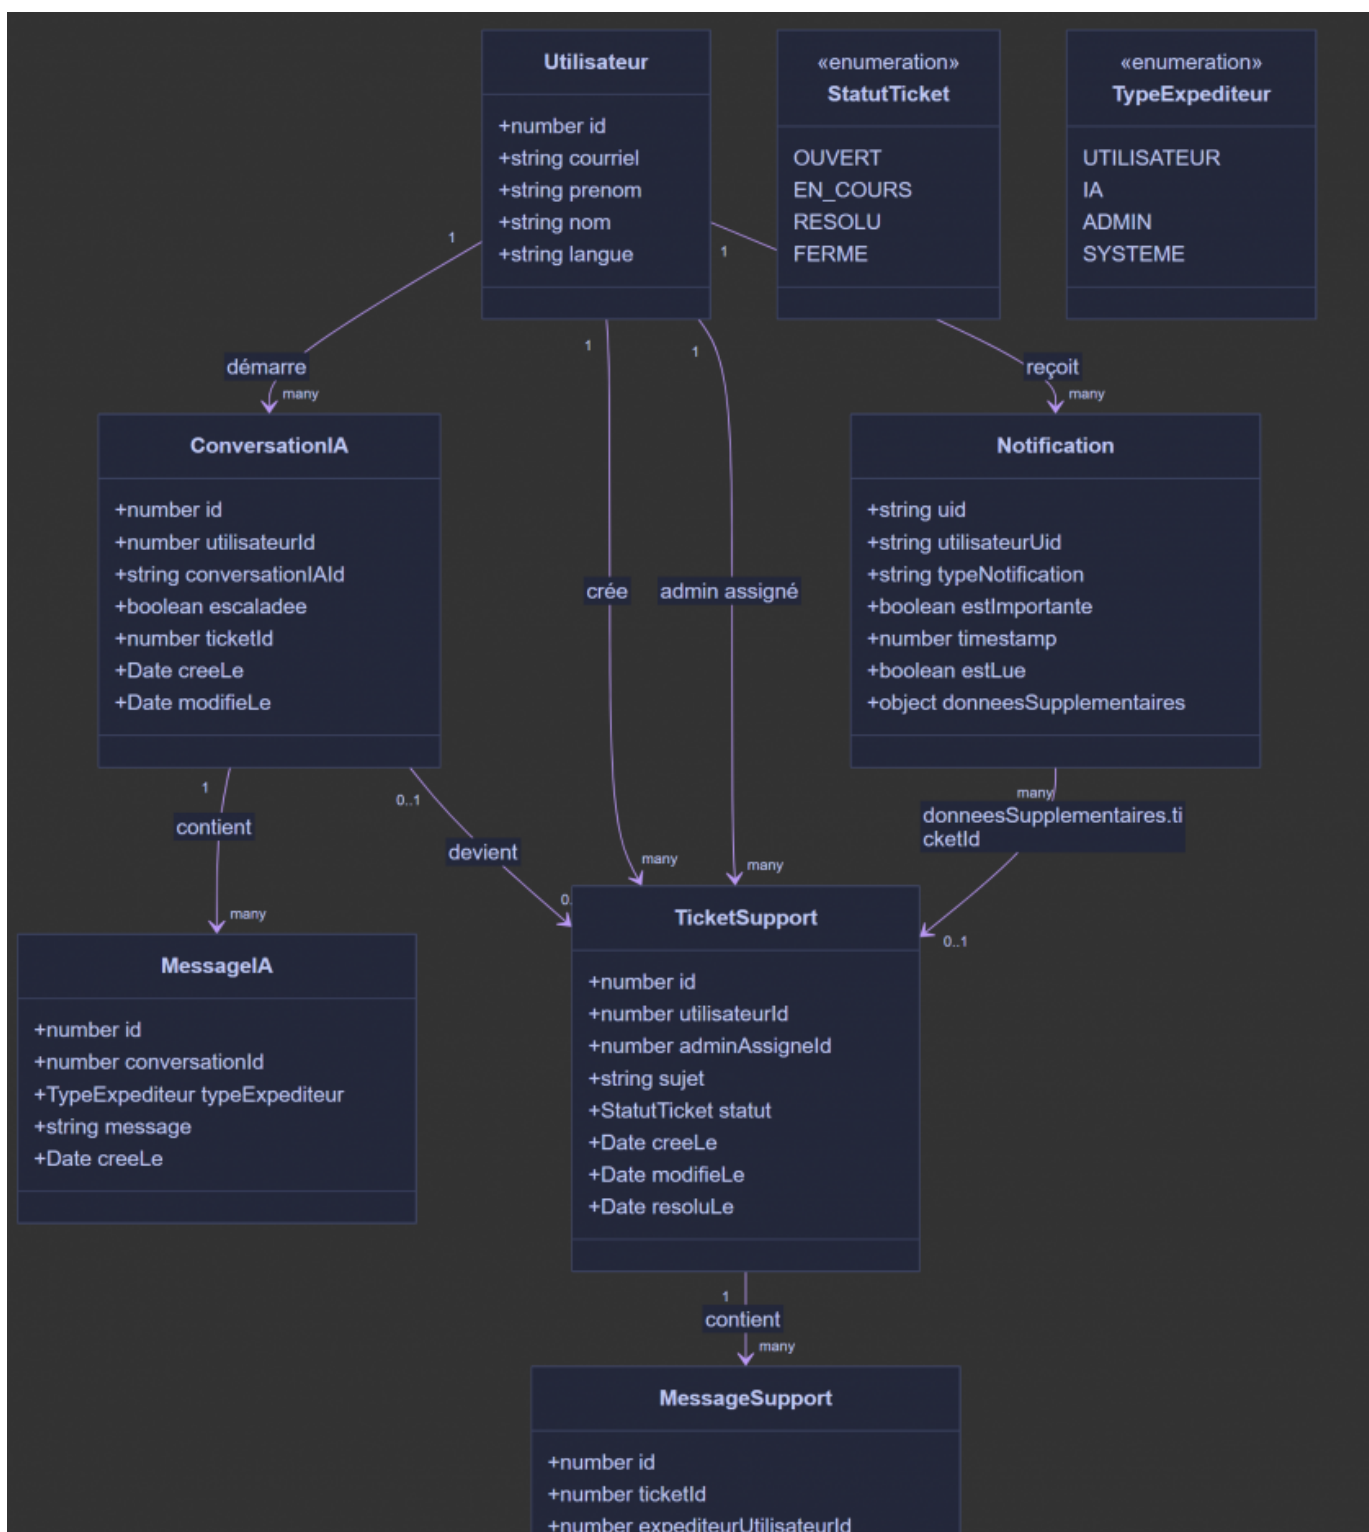 Utilisateur
+number id
+string courriel
+string prenom
+string nom
+string langue
«enumeration»
StatutTicket
OUVERT
EN_COURS
RESOLU
FERME
«enumeration»
TypeExpediteur
UTILISATEUR
IA
ADMIN
SYSTEME
1
1
1
1
démarre
many
reçoit
many
ConversationIA
+number id
+number utilisateurId
+string conversationIAId
+boolean escaladee
+number ticketId
+Date creeLe
+Date modifieLe
crée
admin assigné
Notification
+string uid
+string utilisateurUid
+string typeNotification
+boolean estImportante
+number timestamp
+boolean estLue
+object donneesSupplementaires
1
contient
many
0..1
devient
0.
many
many
many
donneesSupplementaires.ti
cketId
0..1
MessageIA
+number id
+number conversationId
+TypeExpediteur typeExpediteur
+string message
+Date creeLe
TicketSupport
+number id
+number utilisateurId
+number adminAssigneId
+string sujet
+StatutTicket statut
+Date creeLe
+Date modifieLe
+Date resoluLe
1
contient
many
MessageSupport
+number id
+number ticketId
+number expediteurUtilisateurId